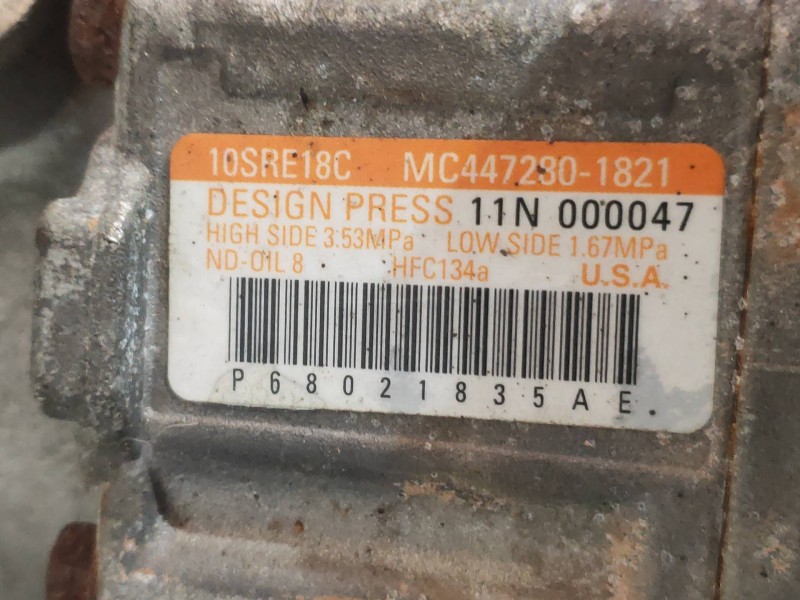 10SRE18C MC447280-1821
DESIGN PRESS 11N 000047
HIGH SIDE 3.53MPa LOW SIDE 1.67MPa
ND-OIL 8 HFC134a U.S.A.
P68021835AE